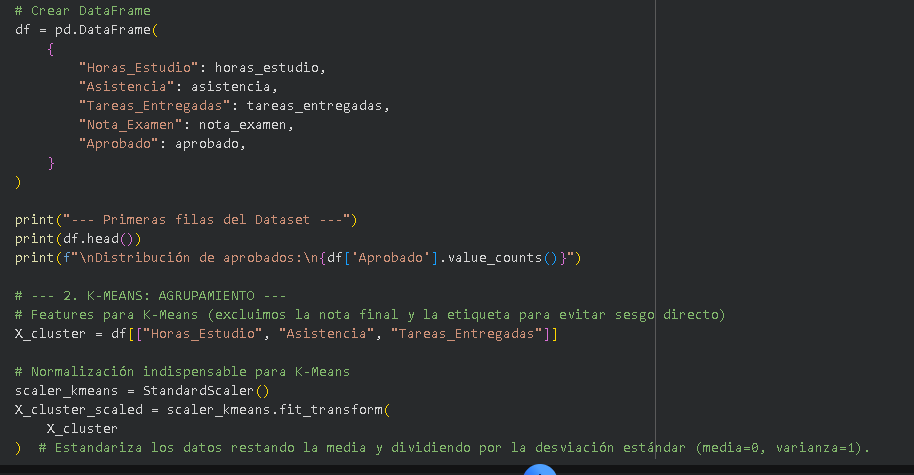 # Crear DataFrame
df = pd.DataFrame(
    {
        "Horas_Estudio": horas_estudio,
        "Asistencia": asistencia,
        "Tareas_Entregadas": tareas_entregadas,
        "Nota_Examen": nota_examen,
        "Aprobado": aprobado,
    }
)

print("--- Primeras filas del Dataset ---")
print(df.head())
print(f"\nDistribución de aprobados:\n{df['Aprobado'].value_counts()}")

# --- 2. K-MEANS: AGRUPAMIENTO ---
# Features para K-Means (excluimos la nota final y la etiqueta para evitar sesgo directo)
X_cluster = df[["Horas_Estudio", "Asistencia", "Tareas_Entregadas"]]

# Normalización indispensable para K-Means
scaler_kmeans = StandardScaler()
X_cluster_scaled = scaler_kmeans.fit_transform(
    X_cluster
)  # Estandariza los datos restando la media y dividiendo por la desviación estándar (media=0, varianza=1).